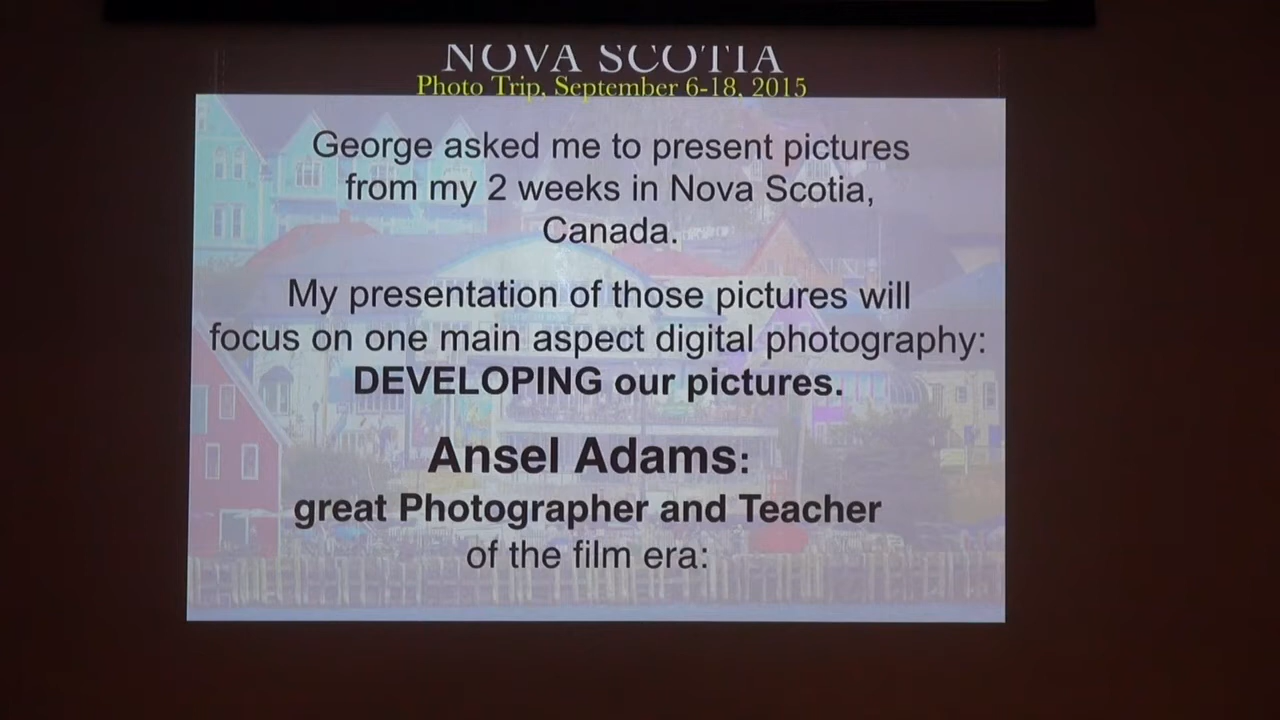 NOVA SCOTIA
Photo Trip, September 6-18, 2015
George asked me to present pictures
from my 2 weeks in Nova Scotia,
Canada.
My presentation of those pictures will
focus on one main aspect digital photography:
DEVELOPING our pictures.
Ansel Adams:
great Photographer and Teacher
of the film era: